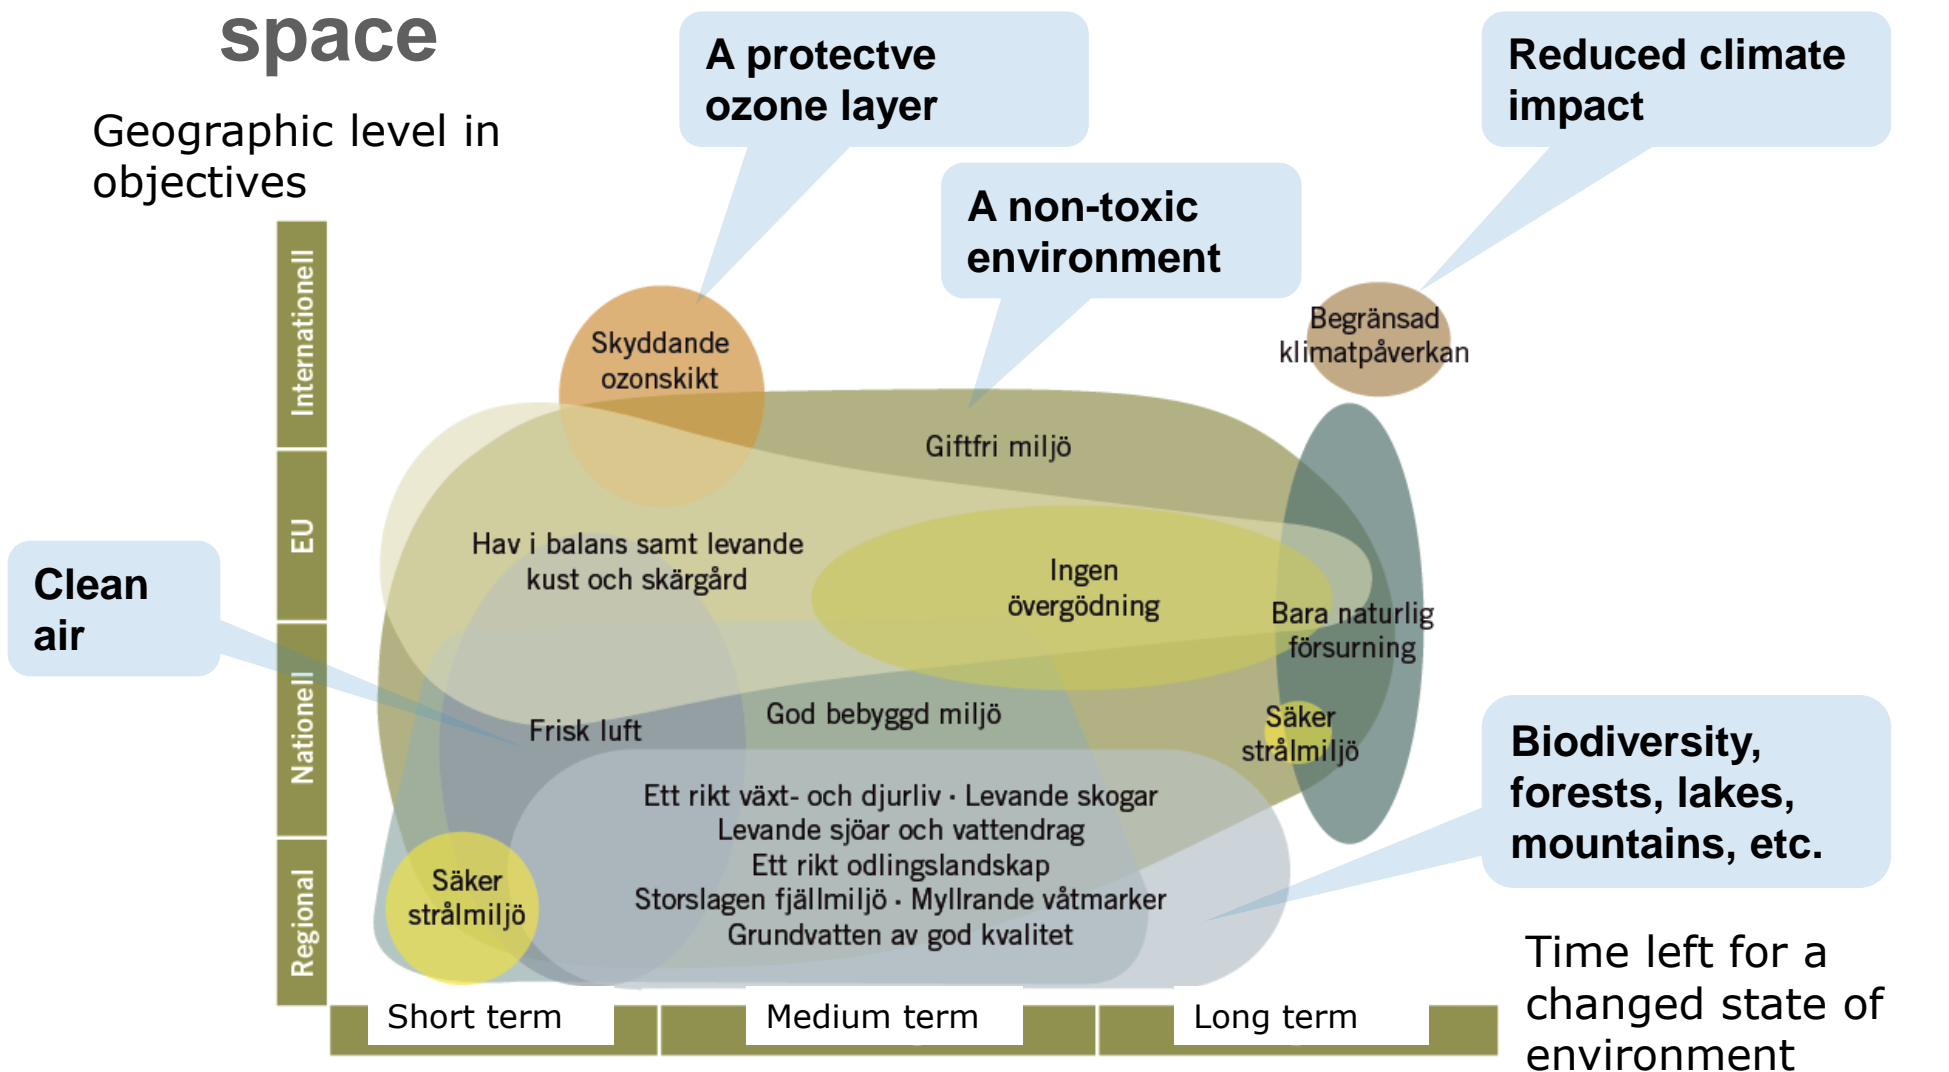 space
Geographic level in
objectives
A protectve
ozone layer
Reduced climate
impact
A non-toxic
environment
Clean
air
Biodiversity,
forests, lakes,
mountains, etc.
Internationell
EU
Nationell
Regional
Skyddande
ozonskikt
Begränsad
klimatpåverkan
Giftfri miljö
Hav i balans samt levande
kust och skärgård
Ingen
övergödning
Bara naturlig
försurning
Frisk luft
God bebyggd miljö
Säker
strålmiljö
Ett rikt växt- och djurliv · Levande skogar
Levande sjöar och vattendrag
Ett rikt odlingslandskap
Storslagen fjällmiljö · Myllrande våtmarker
Grundvatten av god kvalitet
Säker
strålmiljö
Short term
Medium term
Long term
Time left for a
changed state of
environment